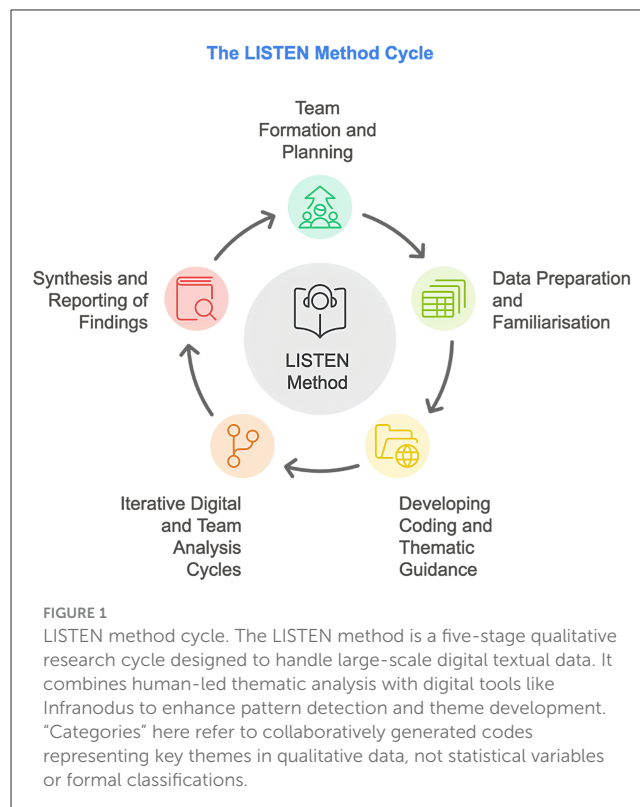 The LISTEN Method Cycle
Team
Formation and
Planning
Synthesis and
Reporting of
Findings
Data Preparation
and
Familiarisation
LISTEN
Method
Iterative Digital
and Team
Analysis
Cycles
Developing
Coding and
Thematic
Guidance
FIGURE 1
LISTEN method cycle. The LISTEN method is a five-stage qualitative
research cycle designed to handle large-scale digital textual data. It
combines human-led thematic analysis with digital tools like
Infranodus to enhance pattern detection and theme development.
“Categories” here refer to collaboratively generated codes
representing key themes in qualitative data, not statistical variables
or formal classifications.